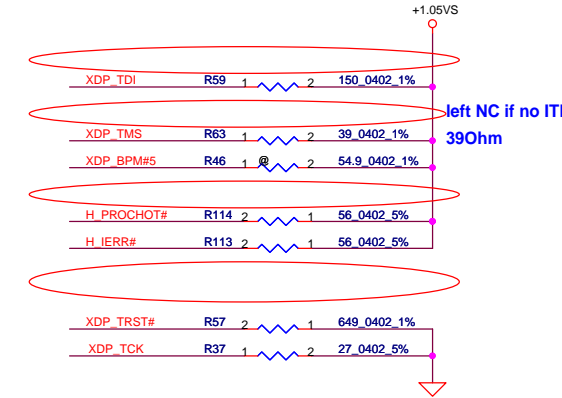 +1.05VS
XDP_TDI R59 1 2 150_0402_1%
left NC if no ITI
XDP_TMS R63 1 2 39_0402_1% 39Ohm
XDP_BPM#5 R46 1 @ 2 54.9_0402_1%
H_PROCHOT# R114 2 1 56_0402_5%
H_IERR# R113 2 1 56_0402_5%
XDP_TRST# R57 2 1 649_0402_1%
XDP_TCK R37 1 2 27_0402_5%